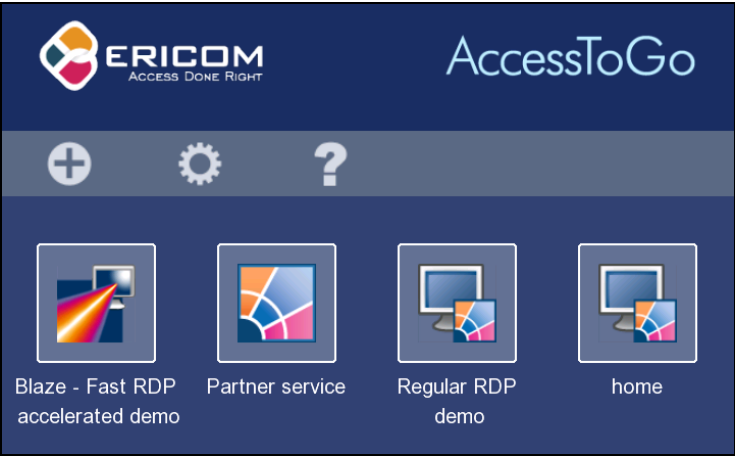 ERICOM
ACCESS DONE RIGHT
AccessToGo
?
Blaze - Fast RDP
accelerated demo
Partner service
Regular RDP
demo
home